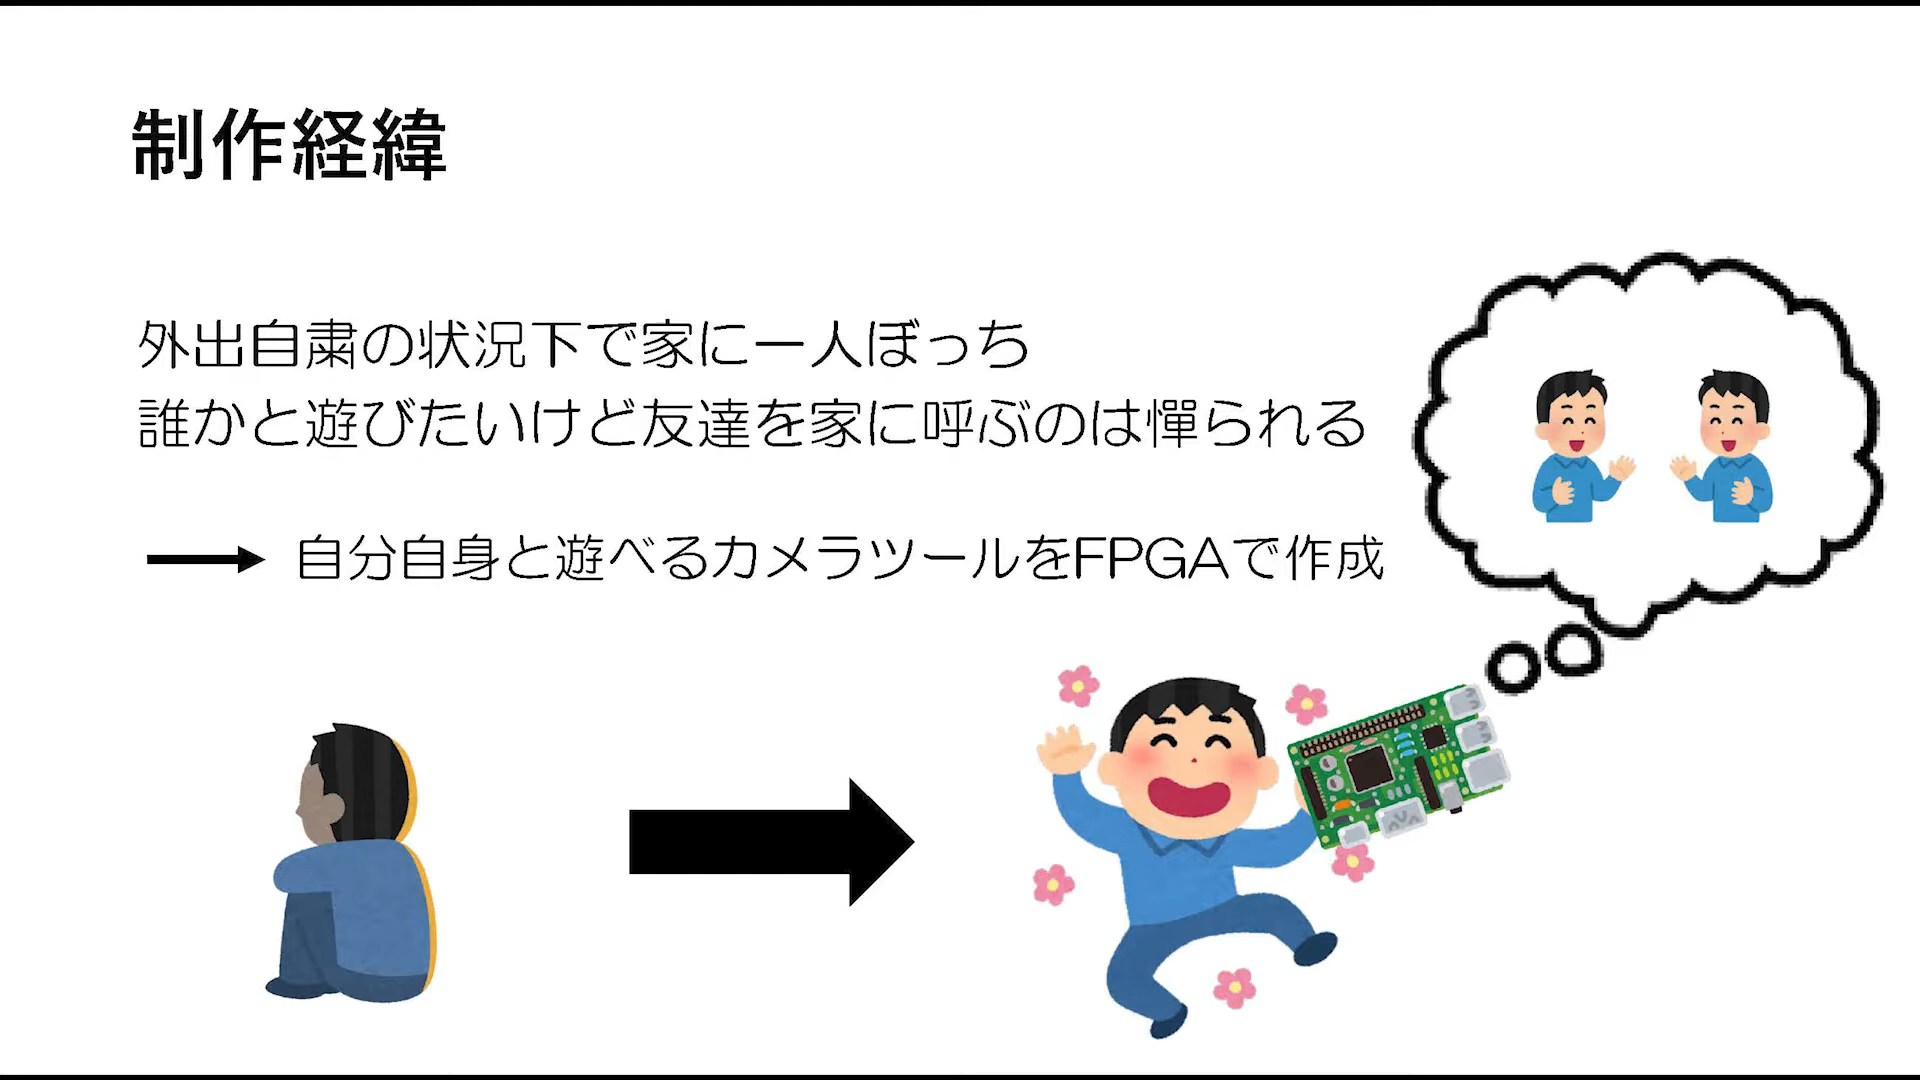 制作経緯
外出自粛の状況下で家に一人ぼっち
誰かと遊びたいけど友達を家に呼ぶのは憚られる
自分自身と遊べるカメラツールをFPGAで作成